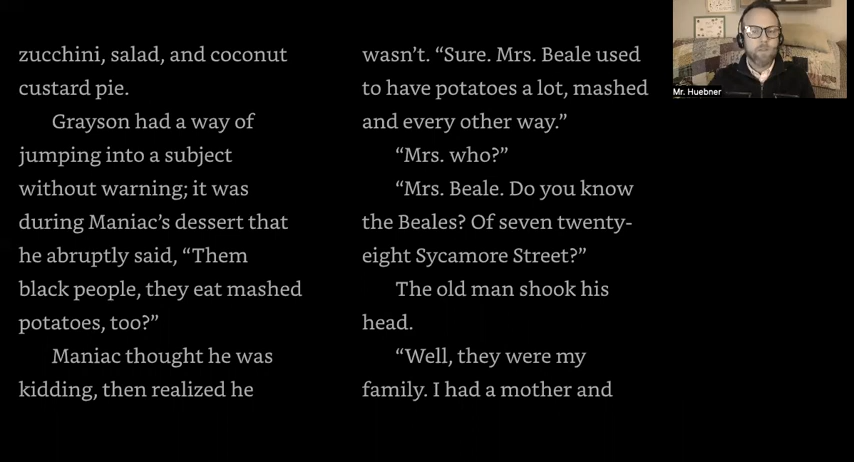 zucchini, salad, and coconut
custard pie.
Grayson had a way of
jumping into a subject
without warning; it was
during Maniac’s dessert that
he abruptly said, “Them
black people, they eat mashed
potatoes, too?”
Maniac thought he was
kidding, then realized he
wasn’t. “Sure. Mrs. Beale used
to have potatoes a lot, mashed
and every other way.”
“Mrs. who?”
“Mrs. Beale. Do you know
the Beales? Of seven twenty-
eight Sycamore Street?”
The old man shook his
head.
“Well, they were my
family. I had a mother and
Mr. Huebner